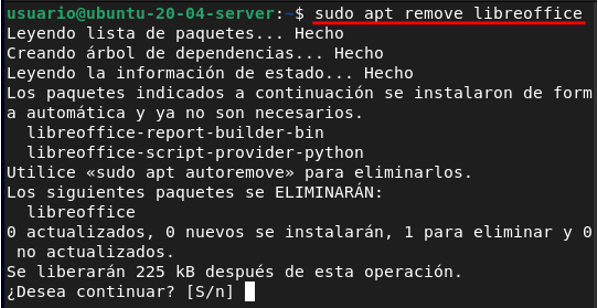 usuario@ubuntu-20-04-server:~$ sudo apt remove libreoffice
Leyendo lista de paquetes... Hecho
Creando árbol de dependencias... Hecho
Leyendo la información de estado... Hecho
Los paquetes indicados a continuación se instalaron de form
a automática y ya no son necesarios.
  libreoffice-report-builder-bin
  libreoffice-script-provider-python
Utilice «sudo apt autoremove» para eliminarlos.
Los siguientes paquetes se ELIMINARÁN:
  libreoffice
0 actualizados, 0 nuevos se instalarán, 1 para eliminar y 0
 no actualizados.
Se liberarán 225 kB después de esta operación.
¿Desea continuar? [S/n]